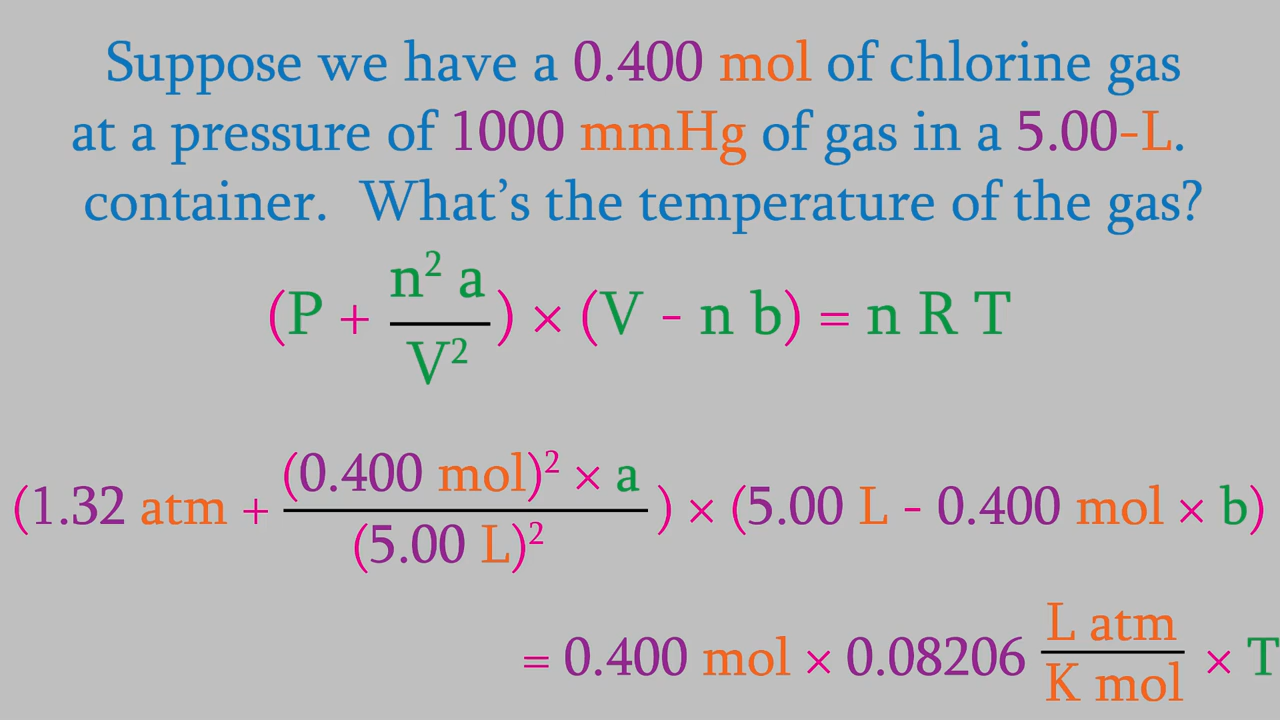 Suppose we have a 0.400 mol of chlorine gas
at a pressure of 1000 mmHg of gas in a 5.00-L.
container. What's the temperature of the gas?
(P + n² a / V²) × (V - n b) = n R T
(1.32 atm + (0.400 mol)² × a / (5.00 L)²) × (5.00 L - 0.400 mol × b)
= 0.400 mol × 0.08206 L atm / K mol × T